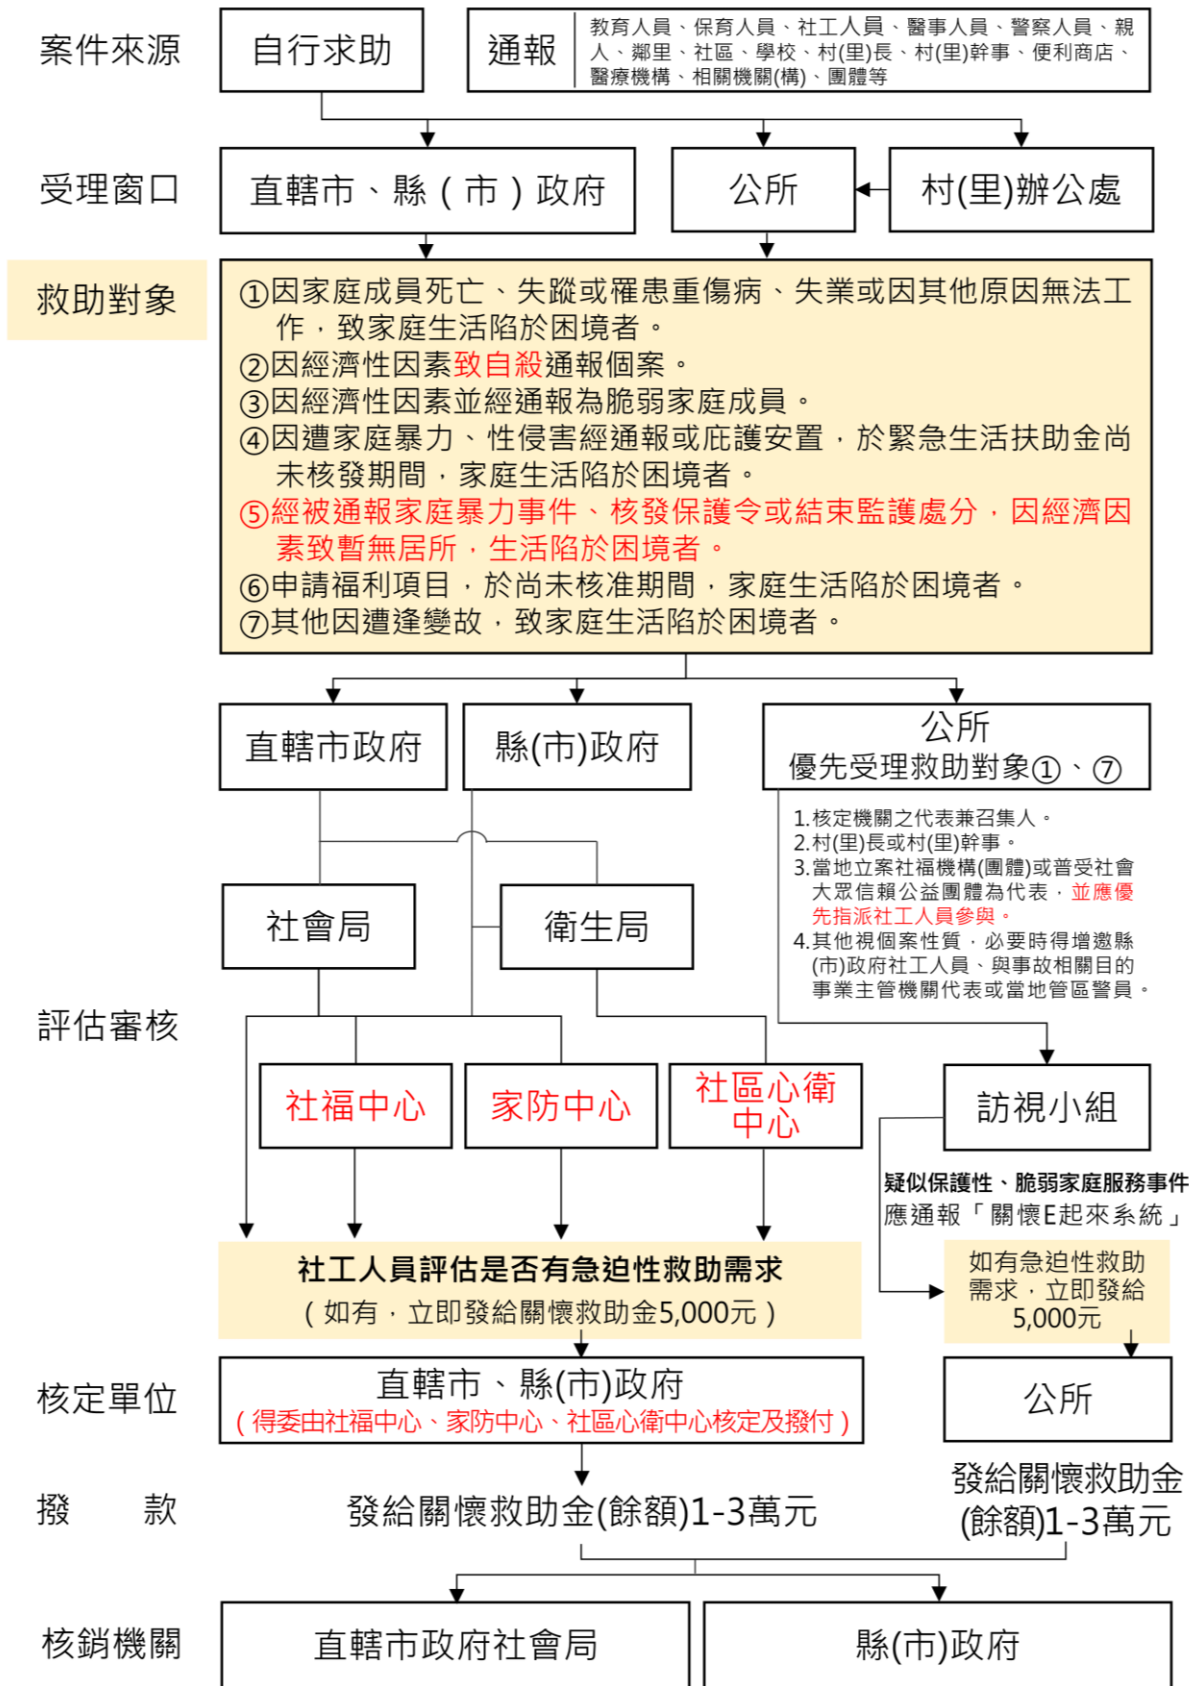 案件來源
自行求助
通報
教育人員、保育人員、社工人員、醫事人員、警察人員、親
人、鄰里、社區、學校、村(里)長、村(里)幹事、便利商店、
醫療機構、相關機關(構)、團體等
受理窗口
直轄市、縣（市）政府
公所
村(里)辦公處
救助對象
①因家庭成員死亡、失蹤或罹患重傷病、失業或因其他原因無法工
作，致家庭生活陷於困境者。
②因經濟性因素致自殺通報個案。
③因經濟性因素並經通報為脆弱家庭成員。
④因遭家庭暴力、性侵害經通報或庇護安置，於緊急生活扶助金尚
未核發期間，家庭生活陷於困境者。
⑤經被通報家庭暴力事件、核發保護令或結束監護處分，因經濟因
素致暫無居所，生活陷於困境者。
⑥申請福利項目，於尚未核准期間，家庭生活陷於困境者。
⑦其他因遭逢變故，致家庭生活陷於困境者。
直轄市政府
縣(市)政府
公所
優先受理救助對象①、⑦
1.核定機關之代表兼召集人。
2.村(里)長或村(里)幹事。
3.當地立案社福機構(團體)或普受社會
大眾信賴公益團體為代表，並應優
先指派社工人員參與。
4.其他視個案性質，必要時得增邀縣
(市)政府社工人員、與事故相關目的
事業主管機關代表或當地管區警員。
社會局
衛生局
評估審核
社福中心
家防中心
社區心衛
中心
訪視小組
疑似保護性、脆弱家庭服務事件
應通報「關懷E起來系統」
社工人員評估是否有急迫性救助需求
（如有，立即發給關懷救助金5,000元）
如有急迫性救助
需求，立即發給
5,000元
核定單位
直轄市、縣(市)政府
（得委由社福中心、家防中心、社區心衛中心核定及撥付）
公所
撥　　款
發給關懷救助金(餘額)1-3萬元
發給關懷救助金
(餘額)1-3萬元
核銷機關
直轄市政府社會局
縣(市)政府